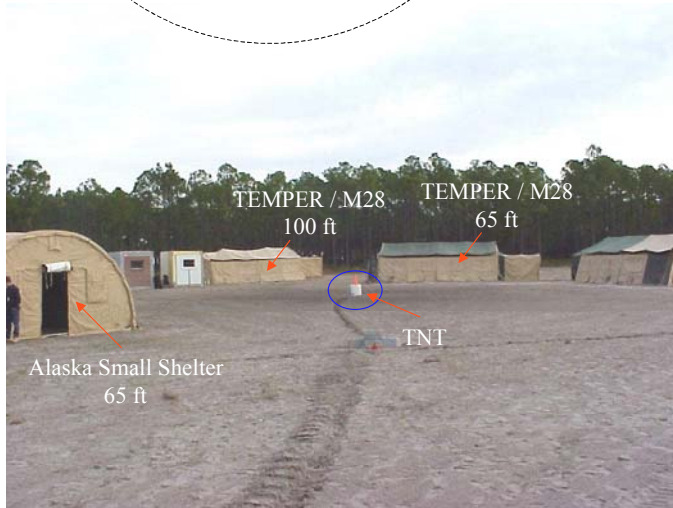 TEMPER / M28
100 ft
TEMPER / M28
65 ft
TNT
Alaska Small Shelter
65 ft